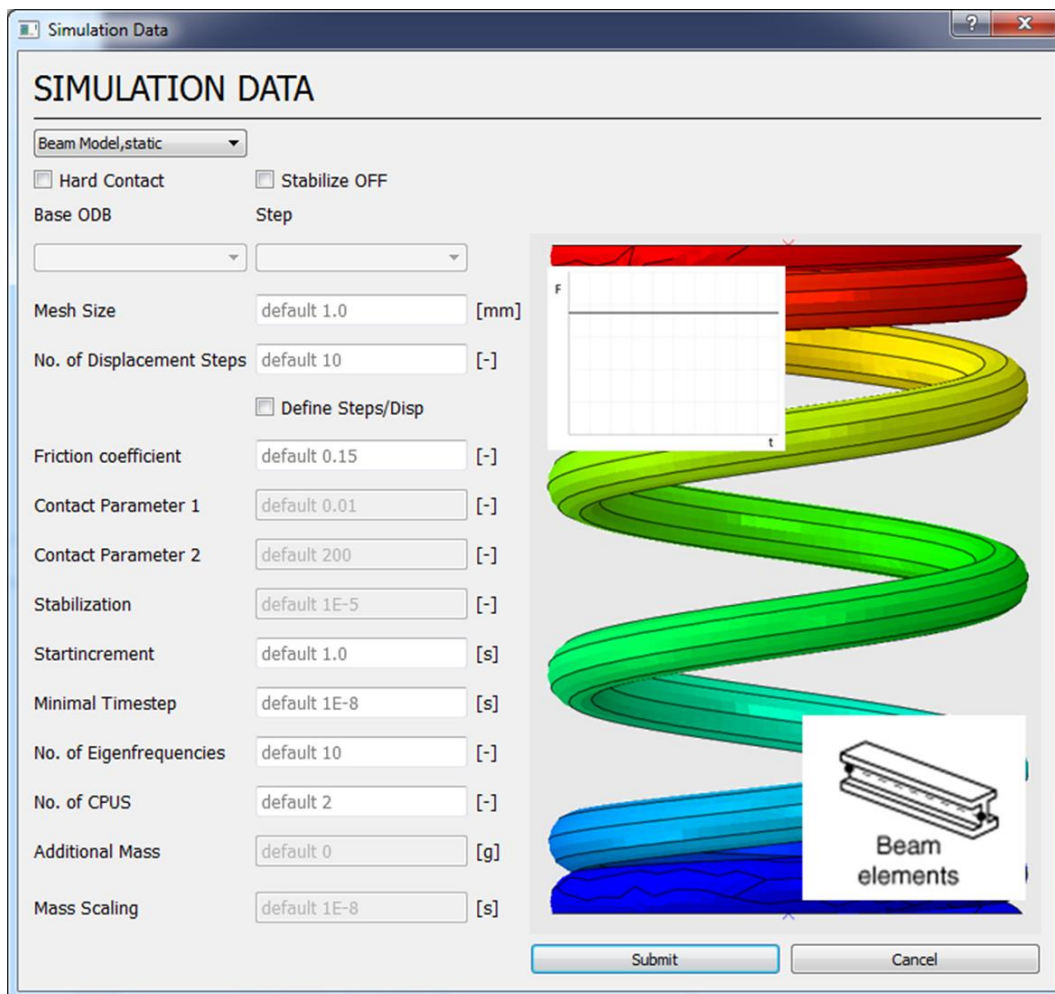 Simulation Data
SIMULATION DATA
Beam Model,static
Hard Contact Stabilize OFF
Base ODB Step
Mesh Size default 1.0 [mm]
No. of Displacement Steps default 10 [-]
Define Steps/Disp
Friction coefficient default 0.15 [-]
Contact Parameter 1 default 0.01 [-]
Contact Parameter 2 default 200 [-]
Stabilization default 1E-5 [-]
Startincrement default 1.0 [s]
Minimal Timestep default 1E-8 [s]
No. of Eigenfrequencies default 10 [-]
No. of CPUS default 2 [-]
Additional Mass default 0 [g]
Mass Scaling default 1E-8 [s]
F
t
Beam
elements
Submit Cancel